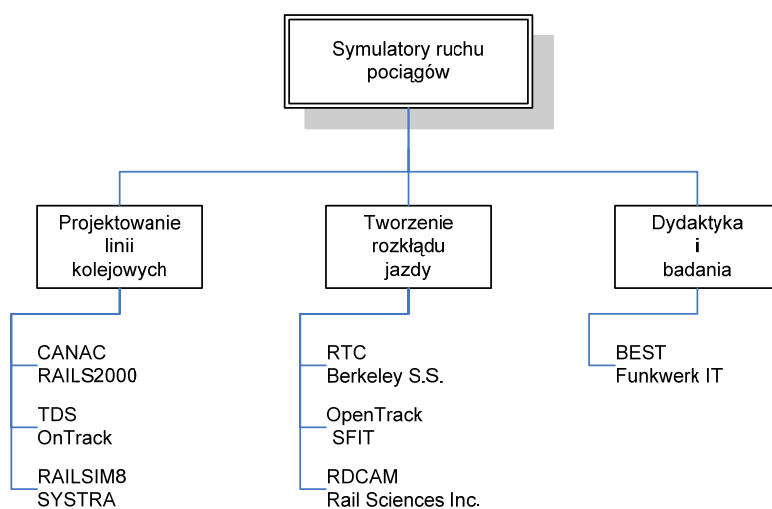 Symulatory ruchu
pociągów
Projektowanie
linii
kolejowych
Tworzenie
rozkłądu
jazdy
Dydaktyka
i
badania
CANAC
RAILS2000
TDS
OnTrack
RAILSIM8
SYSTRA
RTC
Berkeley S.S.
OpenTrack
SFIT
RDCAM
Rail Sciences Inc.
BEST
Funkwerk IT